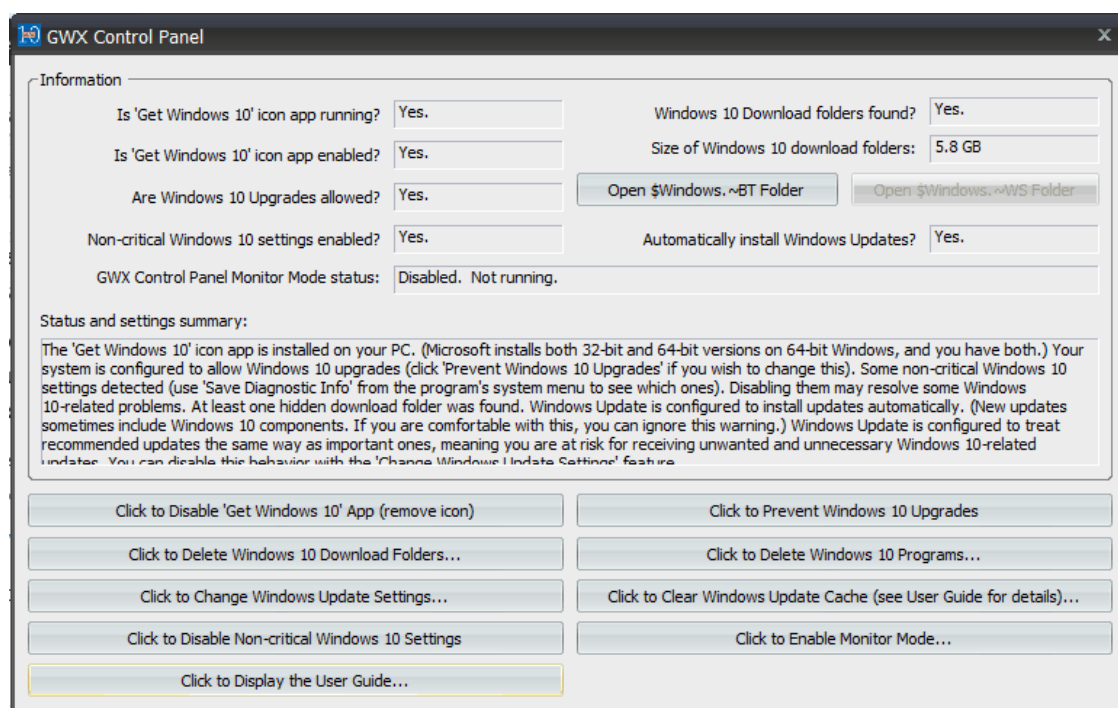 GWX Control Panel
x
Information
Is 'Get Windows 10' icon app running? Yes.
Windows 10 Download folders found? Yes.
Is 'Get Windows 10' icon app enabled? Yes.
Size of Windows 10 download folders: 5.8 GB
Are Windows 10 Upgrades allowed? Yes.
Open $Windows.~BT Folder
Open $Windows.~WS Folder
Non-critical Windows 10 settings enabled? Yes.
Automatically install Windows Updates? Yes.
GWX Control Panel Monitor Mode status: Disabled. Not running.
Status and settings summary:
The 'Get Windows 10' icon app is installed on your PC. (Microsoft installs both 32-bit and 64-bit versions on 64-bit Windows, and you have both.) Your
system is configured to allow Windows 10 upgrades (click 'Prevent Windows 10 Upgrades' if you wish to change this). Some non-critical Windows 10
settings detected (use 'Save Diagnostic Info' from the program's system menu to see which ones). Disabling them may resolve some Windows
10-related problems. At least one hidden download folder was found. Windows Update is configured to install updates automatically. (New updates
sometimes include Windows 10 components. If you are comfortable with this, you can ignore this warning.) Windows Update is configured to treat
recommended updates the same way as important ones, meaning you are at risk for receiving unwanted and unnecessary Windows 10-related
updates. You can disable this behavior with the 'Change Windows Update Settings' feature.
Click to Disable 'Get Windows 10' App (remove icon)
Click to Prevent Windows 10 Upgrades
Click to Delete Windows 10 Download Folders...
Click to Delete Windows 10 Programs...
Click to Change Windows Update Settings...
Click to Clear Windows Update Cache (see User Guide for details)...
Click to Disable Non-critical Windows 10 Settings
Click to Enable Monitor Mode...
Click to Display the User Guide...